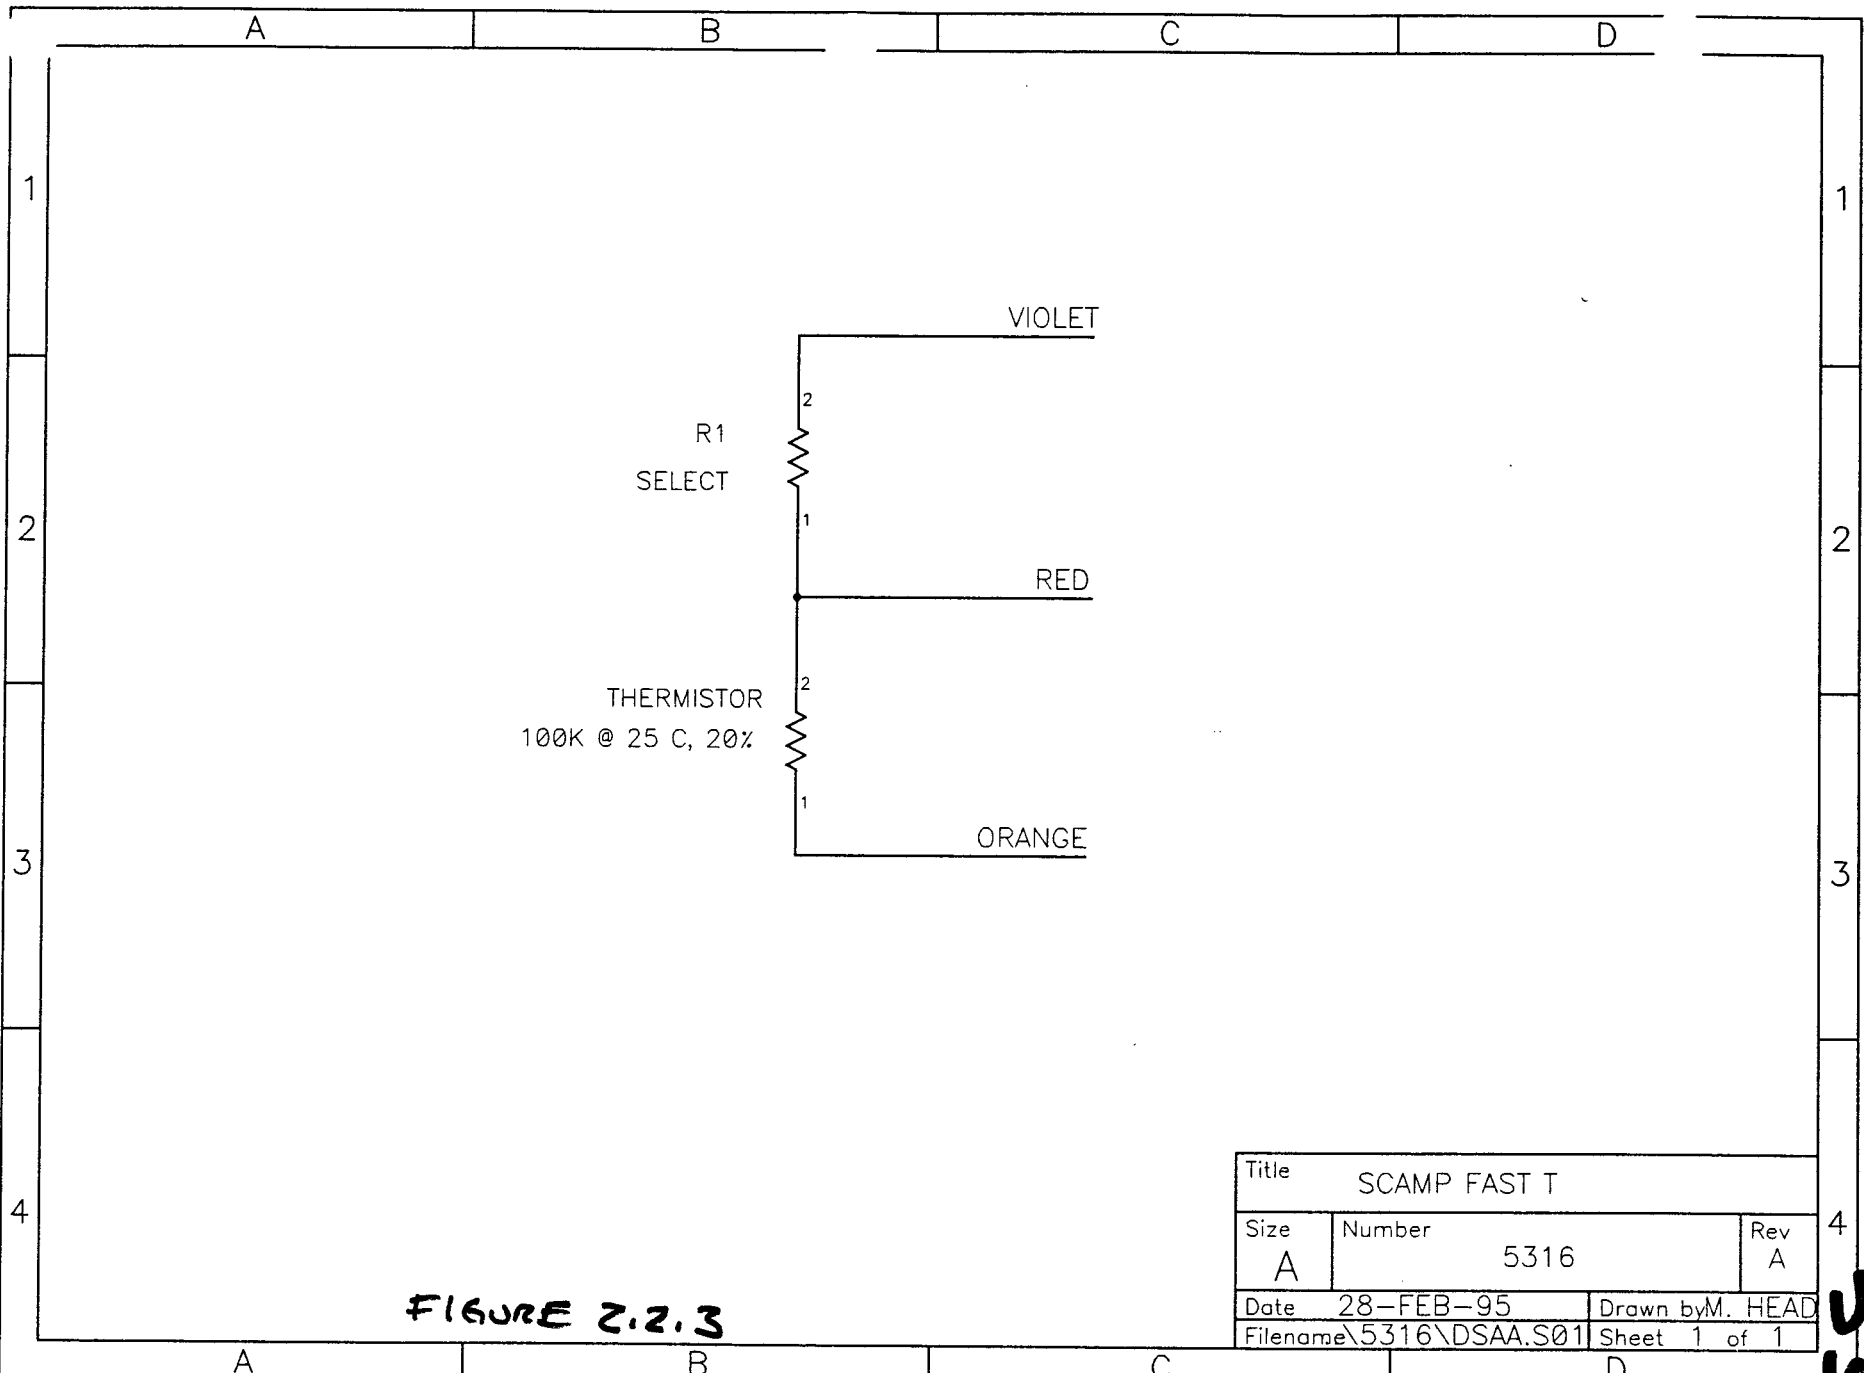 A B C D
1 1
VIOLET
2
R1
SELECT
1
2 2
RED
2
THERMISTOR
100K @ 25 C, 20%
1
ORANGE
3 3
Title SCAMP FAST T
4 4
Size Number Rev
A 5316 A
Date 28-FEB-95 Drawn by M. HEAD
Filename \5316\DSAA.S01 Sheet 1 of 1
FIGURE 2.2.3
A B C D